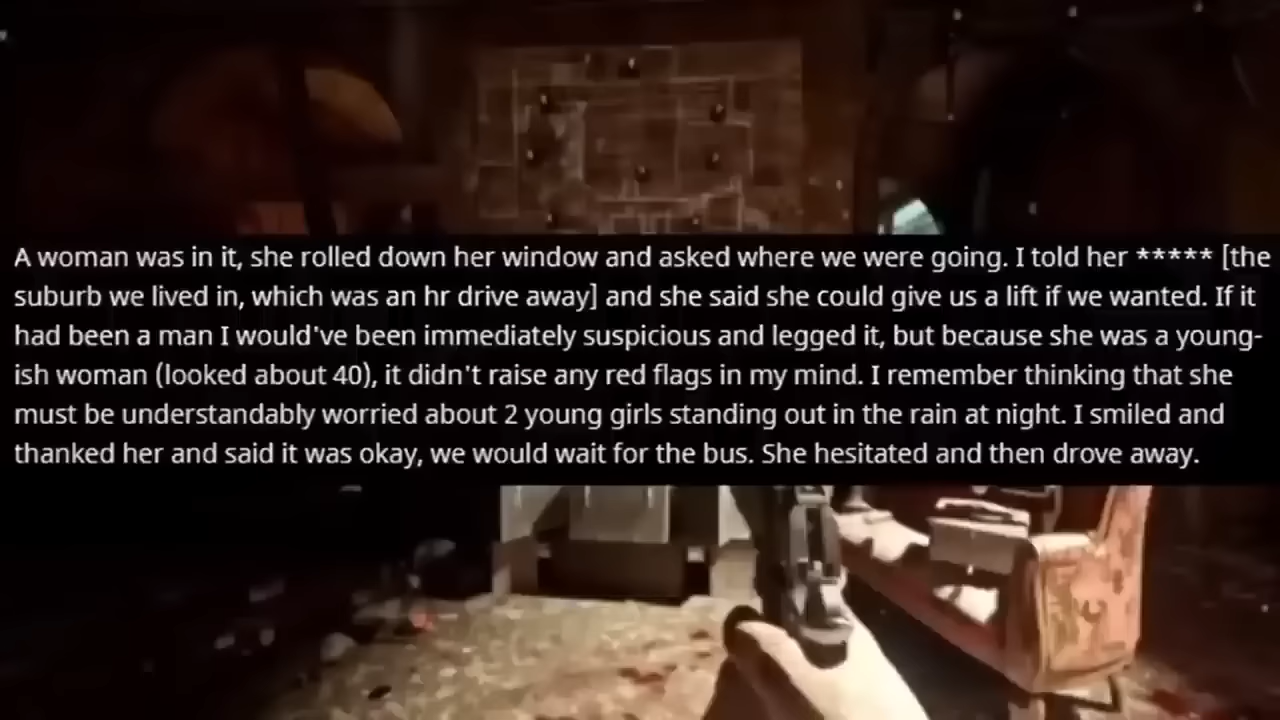 A woman was in it, she rolled down her window and asked where we were going. I told her ***** [the
suburb we lived in, which was an hr drive away] and she said she could give us a lift if we wanted. If it
had been a man I would've been immediately suspicious and legged it, but because she was a young-
ish woman (looked about 40), it didn't raise any red flags in my mind. I remember thinking that she
must be understandably worried about 2 young girls standing out in the rain at night. I smiled and
thanked her and said it was okay, we would wait for the bus. She hesitated and then drove away.